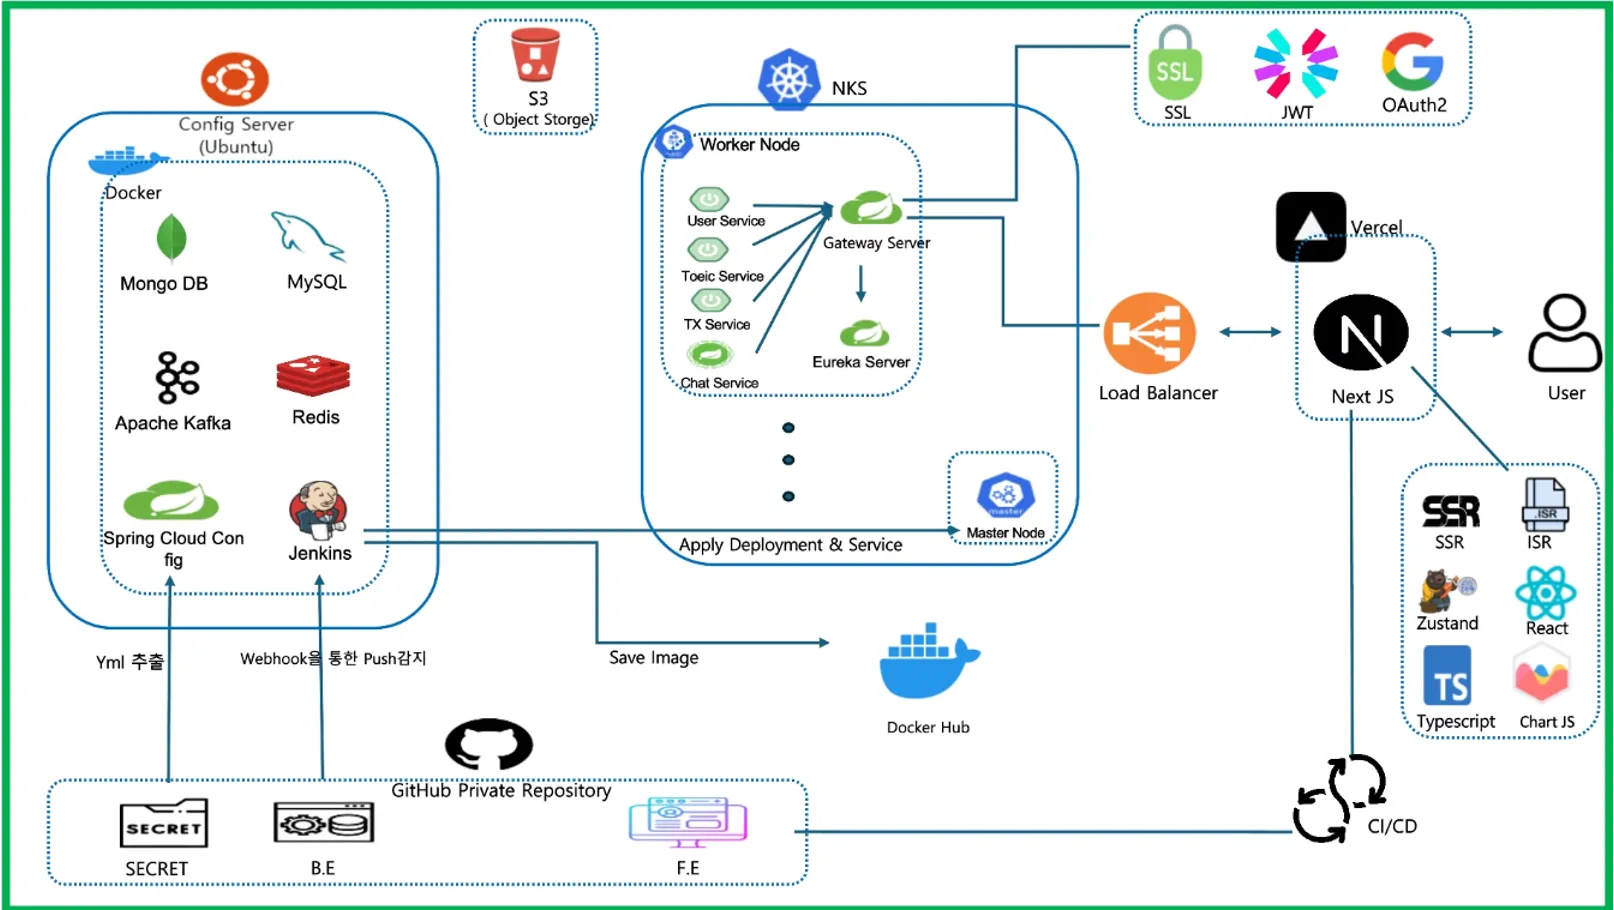 S3
( Object Storge)
SSL
SSL
JWT
OAuth2
NKS
Config Server
(Ubuntu)
Docker
Mongo DB
MySQL
Apache Kafka
Redis
Spring Cloud Con
fig
Jenkins
Worker Node
User Service
Toeic Service
TX Service
Chat Service
Gateway Server
Eureka Server
master
Master Node
Apply Deployment & Service
Load Balancer
Vercel
Next JS
User
SSR
SSR
.ISR
ISR
Zustand
React
TS
Typescript
Chart JS
Yml 추출
Webhook을 통한 Push감지
Save Image
Docker Hub
GitHub Private Repository
SECRET
SECRET
B.E
F.E
CI/CD